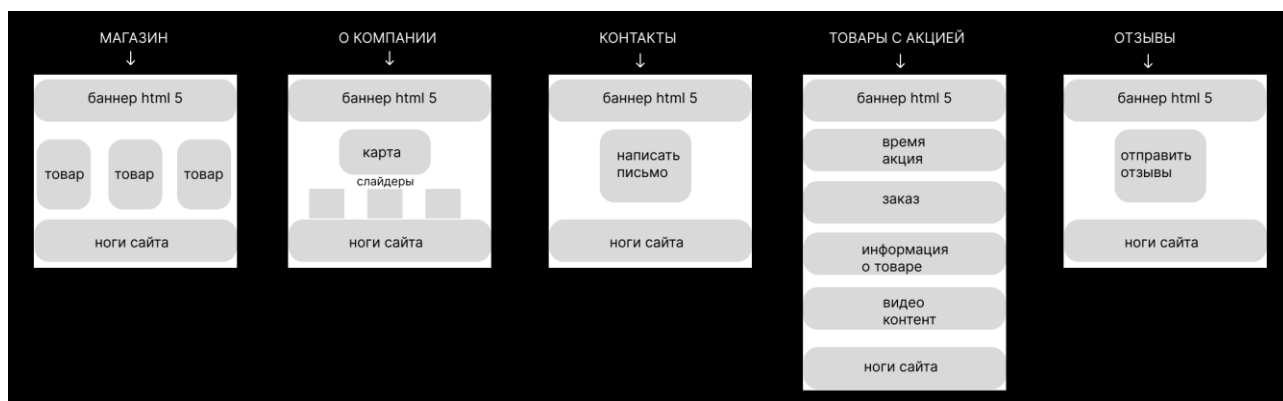 МАГАЗИН
баннер html 5
товар товар товар
ноги сайта
О КОМПАНИИ
баннер html 5
карта
слайдеры
ноги сайта
КОНТАКТЫ
баннер html 5
написать
письмо
ноги сайта
ТОВАРЫ С АКЦИЕЙ
баннер html 5
время
акция
заказ
информация
о товаре
видео
контент
ноги сайта
ОТЗЫВЫ
баннер html 5
отправить
отзывы
ноги сайта